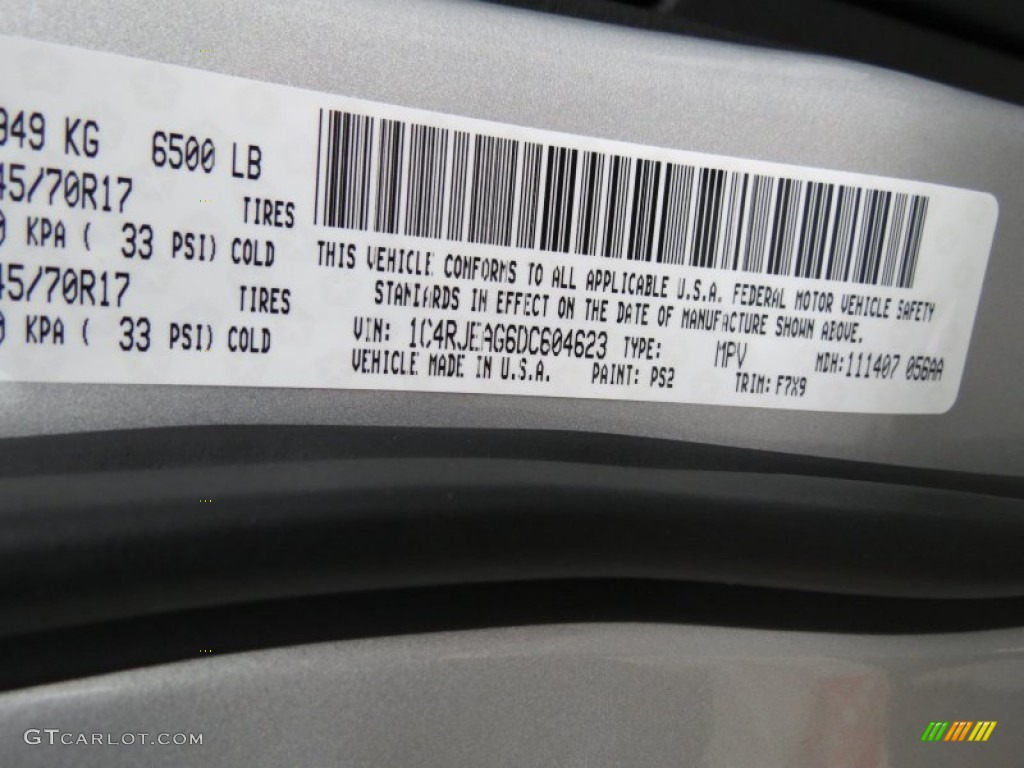 949 KG 6500 LB
45/70R17 TIRES
0 KPA ( 33 PSI) COLD
45/70R17 TIRES
0 KPA ( 33 PSI) COLD
THIS VEHICLE CONFORMS TO ALL APPLICABLE U.S.A. FEDERAL MOTOR VEHICLE SAFETY
STANDARDS IN EFFECT ON THE DATE OF MANUFACTURE SHOWN ABOVE.
VIN: 1C4RJEAG6DC604623 TYPE: MPV MDH:111407 056AA
VEHICLE MADE IN U.S.A. PAINT: PS2 TRIM: F7X9
GTCARLOT.COM